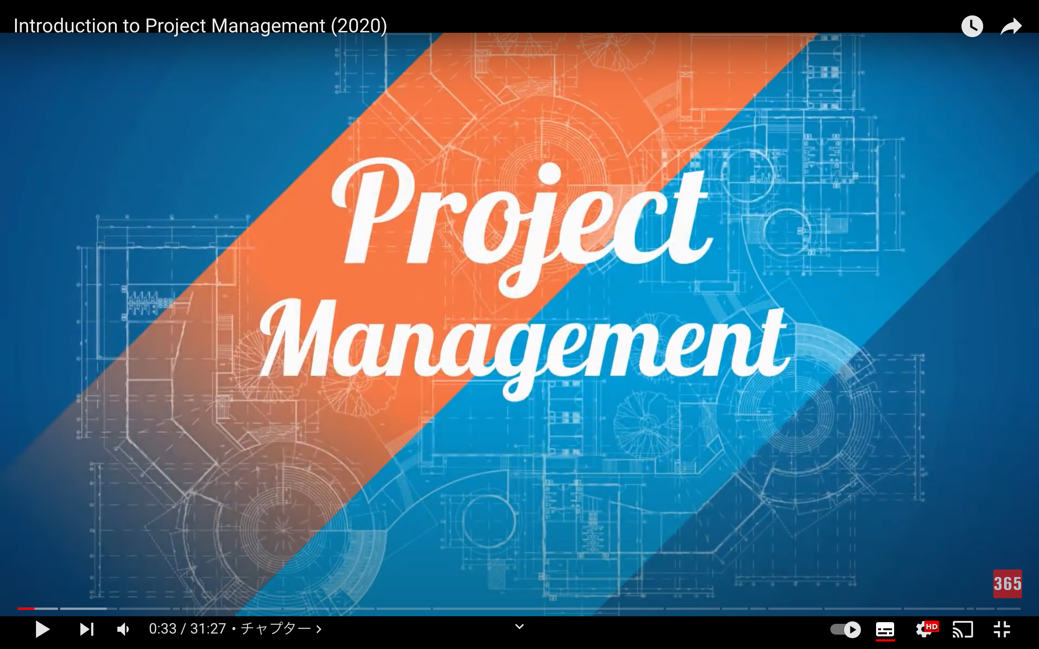 Introduction to Project Management (2020)
Project
Management
365
0:33 / 31:27 • チャプター
HD